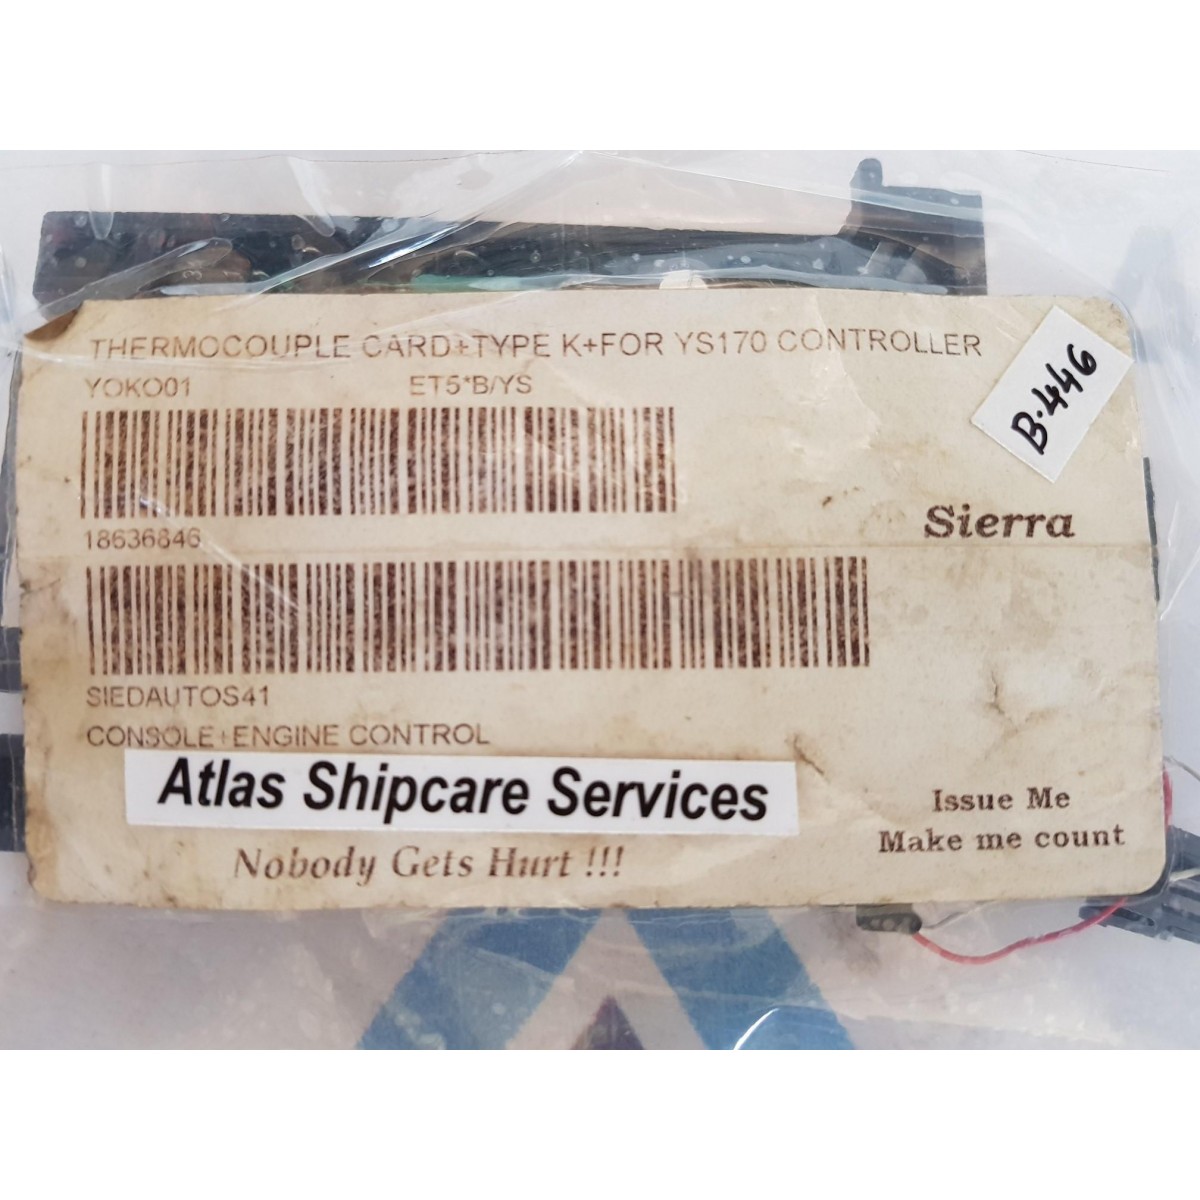 THERMOCOUPLE CARD+TYPE K+FOR YS170 CONTROLLER
YOKO01 ET5*B/YS
B.446
18636846
Sierra
SIEDAUTOS41
CONSOLE+ENGINE CONTROL
Atlas Shipcare Services
Issue Me
Make me count
Nobody Gets Hurt !!!